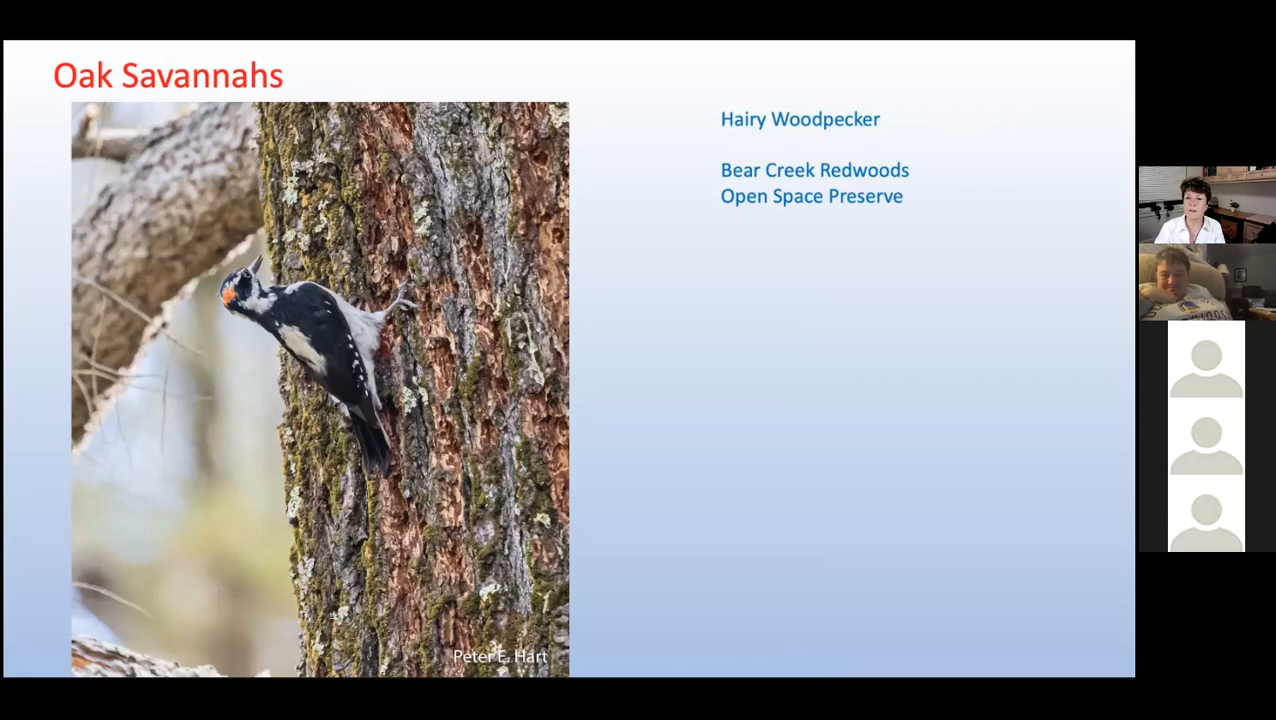 Oak Savannahs
Hairy Woodpecker
Bear Creek Redwoods
Open Space Preserve
Peter E. Hart